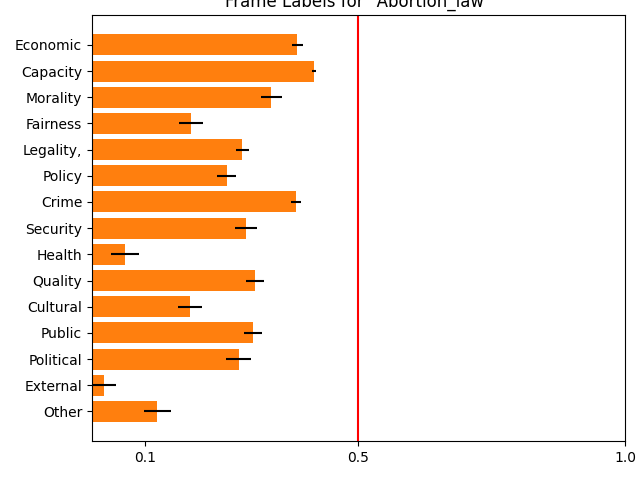 Frame Labels for "Abortion_law"
Economic
Capacity
Morality
Fairness
Legality,
Policy
Crime
Security
Health
Quality
Cultural
Public
Political
External
Other
0.1 0.5 1.0